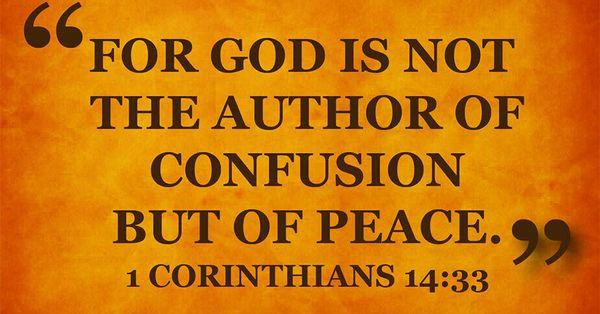 “FOR GOD IS NOT
THE AUTHOR OF
CONFUSION
BUT OF PEACE.”
1 CORINTHIANS 14:33